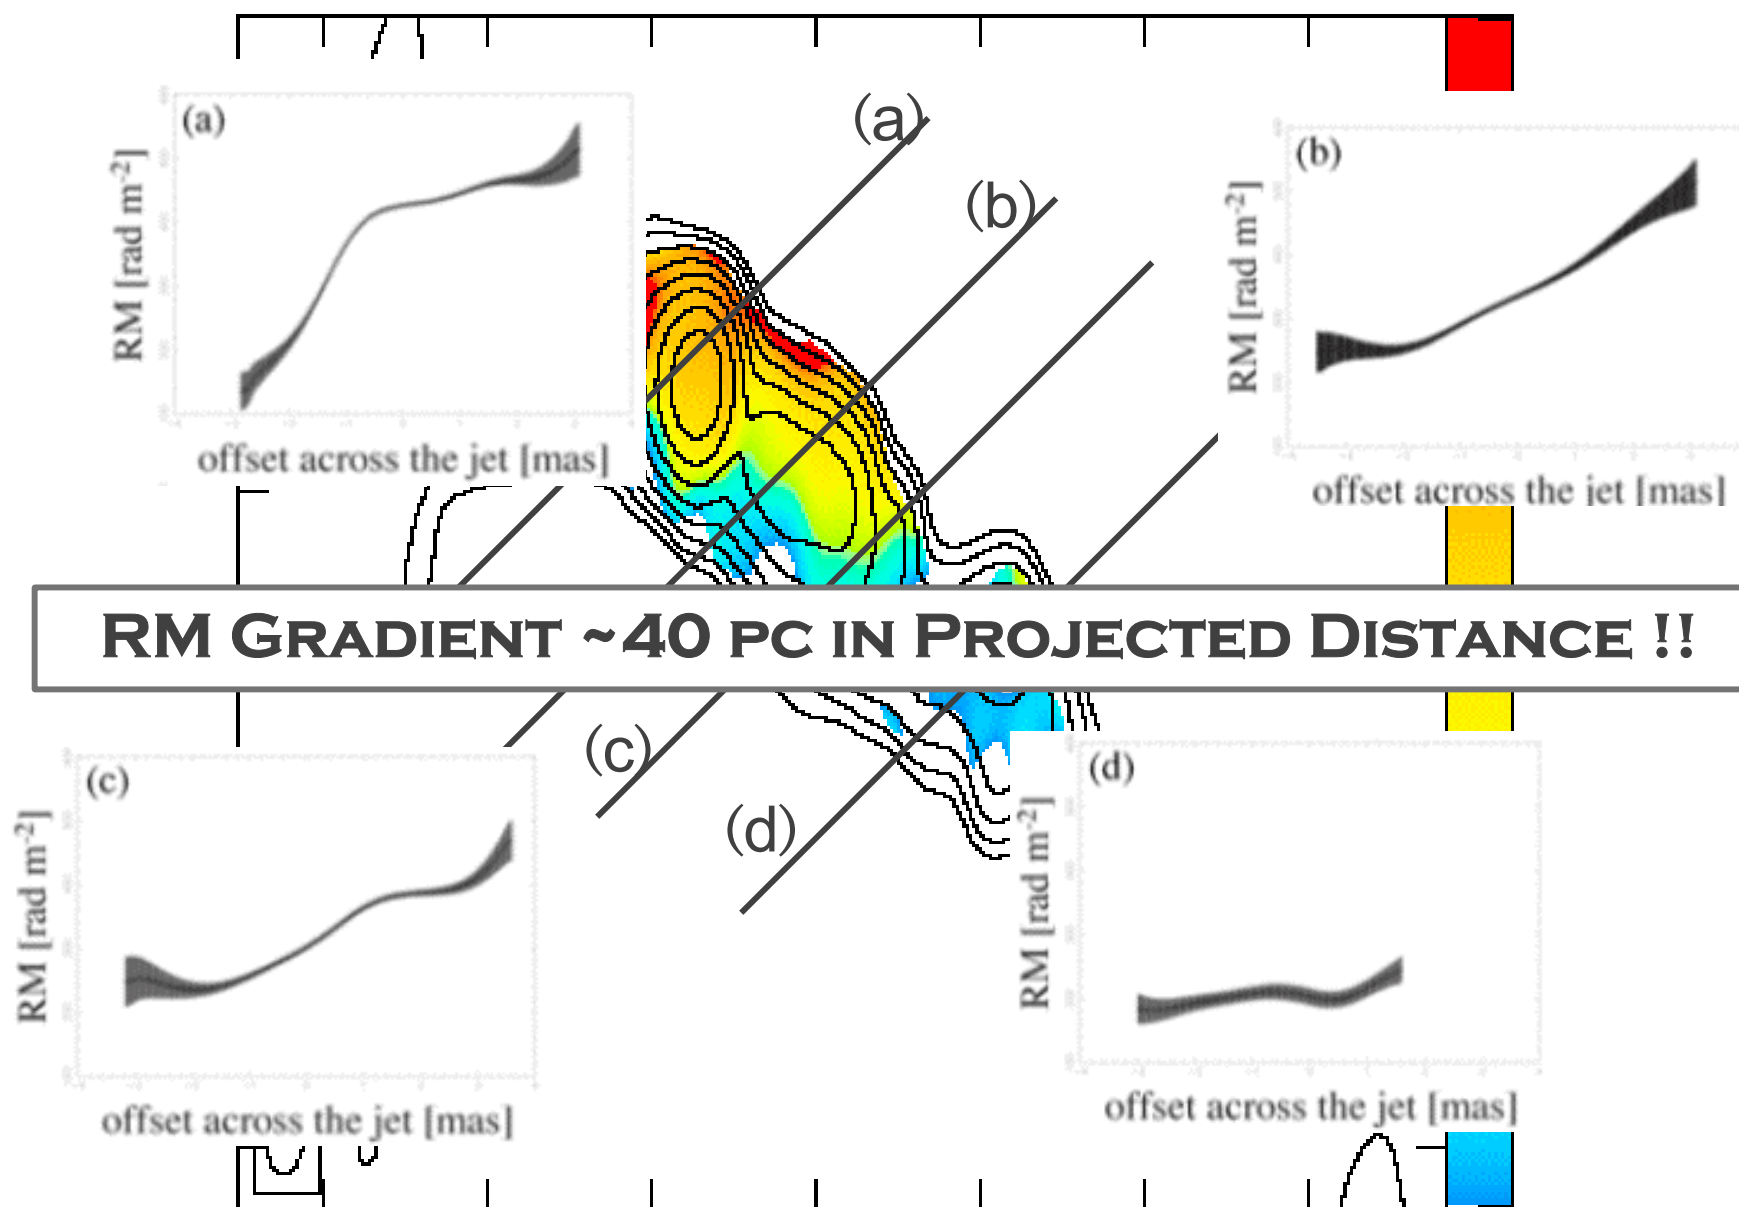 (a)
RM [rad m-2]
offset across the jet [mas]
(a)
(b)
(b)
RM [rad m-2]
offset across the jet [mas]
RM GRADIENT ~40 PC IN PROJECTED DISTANCE !!
(c)
(d)
(c)
RM [rad m-2]
offset across the jet [mas]
(d)
RM [rad m-2]
offset across the jet [mas]